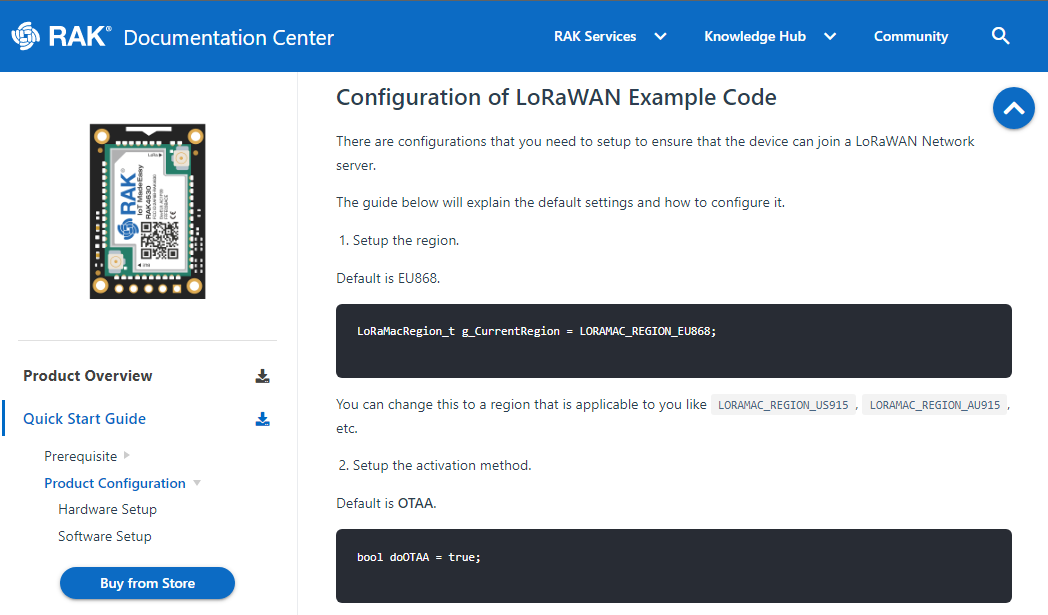 RAK® Documentation Center
RAK Services
Knowledge Hub
Community
RAK®
IoT Made Easy
RAK4630
Product Overview
Quick Start Guide
Prerequisite
Product Configuration
Hardware Setup
Software Setup
Buy from Store
Configuration of LoRaWAN Example Code
There are configurations that you need to setup to ensure that the device can join a LoRaWAN Network
server.
The guide below will explain the default settings and how to configure it.
1. Setup the region.
Default is EU868.
LoRaMacRegion_t g_CurrentRegion = LORAMAC_REGION_EU868;
You can change this to a region that is applicable to you like LORAMAC_REGION_US915 , LORAMAC_REGION_AU915 ,
etc.
2. Setup the activation method.
Default is OTAA.
bool doOTAA = true;